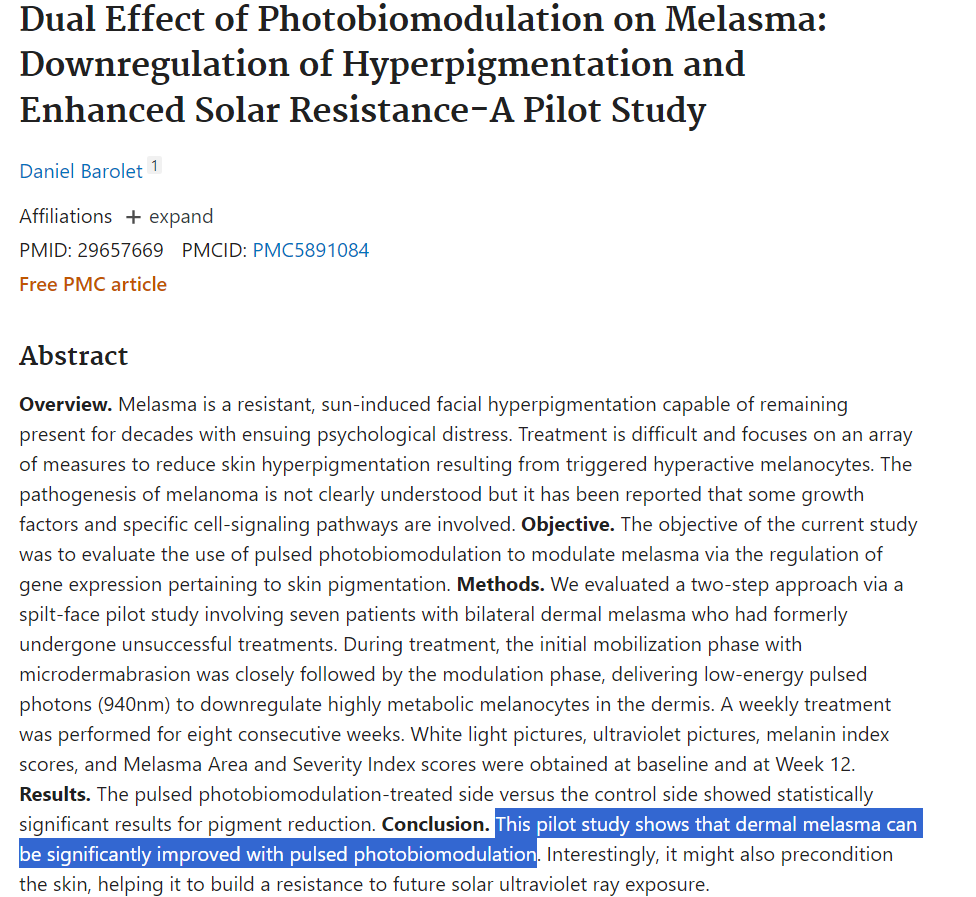 Dual Effect of Photobiomodulation on Melasma:
Downregulation of Hyperpigmentation and
Enhanced Solar Resistance-A Pilot Study
Daniel Barolet 1
Affiliations + expand
PMID: 29657669 PMCID: PMC5891084
Free PMC article
Abstract
Overview. Melasma is a resistant, sun-induced facial hyperpigmentation capable of remaining
present for decades with ensuing psychological distress. Treatment is difficult and focuses on an array
of measures to reduce skin hyperpigmentation resulting from triggered hyperactive melanocytes. The
pathogenesis of melanoma is not clearly understood but it has been reported that some growth
factors and specific cell-signaling pathways are involved. Objective. The objective of the current study
was to evaluate the use of pulsed photobiomodulation to modulate melasma via the regulation of
gene expression pertaining to skin pigmentation. Methods. We evaluated a two-step approach via a
spilt-face pilot study involving seven patients with bilateral dermal melasma who had formerly
undergone unsuccessful treatments. During treatment, the initial mobilization phase with
microdermabrasion was closely followed by the modulation phase, delivering low-energy pulsed
photons (940nm) to downregulate highly metabolic melanocytes in the dermis. A weekly treatment
was performed for eight consecutive weeks. White light pictures, ultraviolet pictures, melanin index
scores, and Melasma Area and Severity Index scores were obtained at baseline and at Week 12.
Results. The pulsed photobiomodulation-treated side versus the control side showed statistically
significant results for pigment reduction. Conclusion. This pilot study shows that dermal melasma can
be significantly improved with pulsed photobiomodulation. Interestingly, it might also precondition
the skin, helping it to build a resistance to future solar ultraviolet ray exposure.